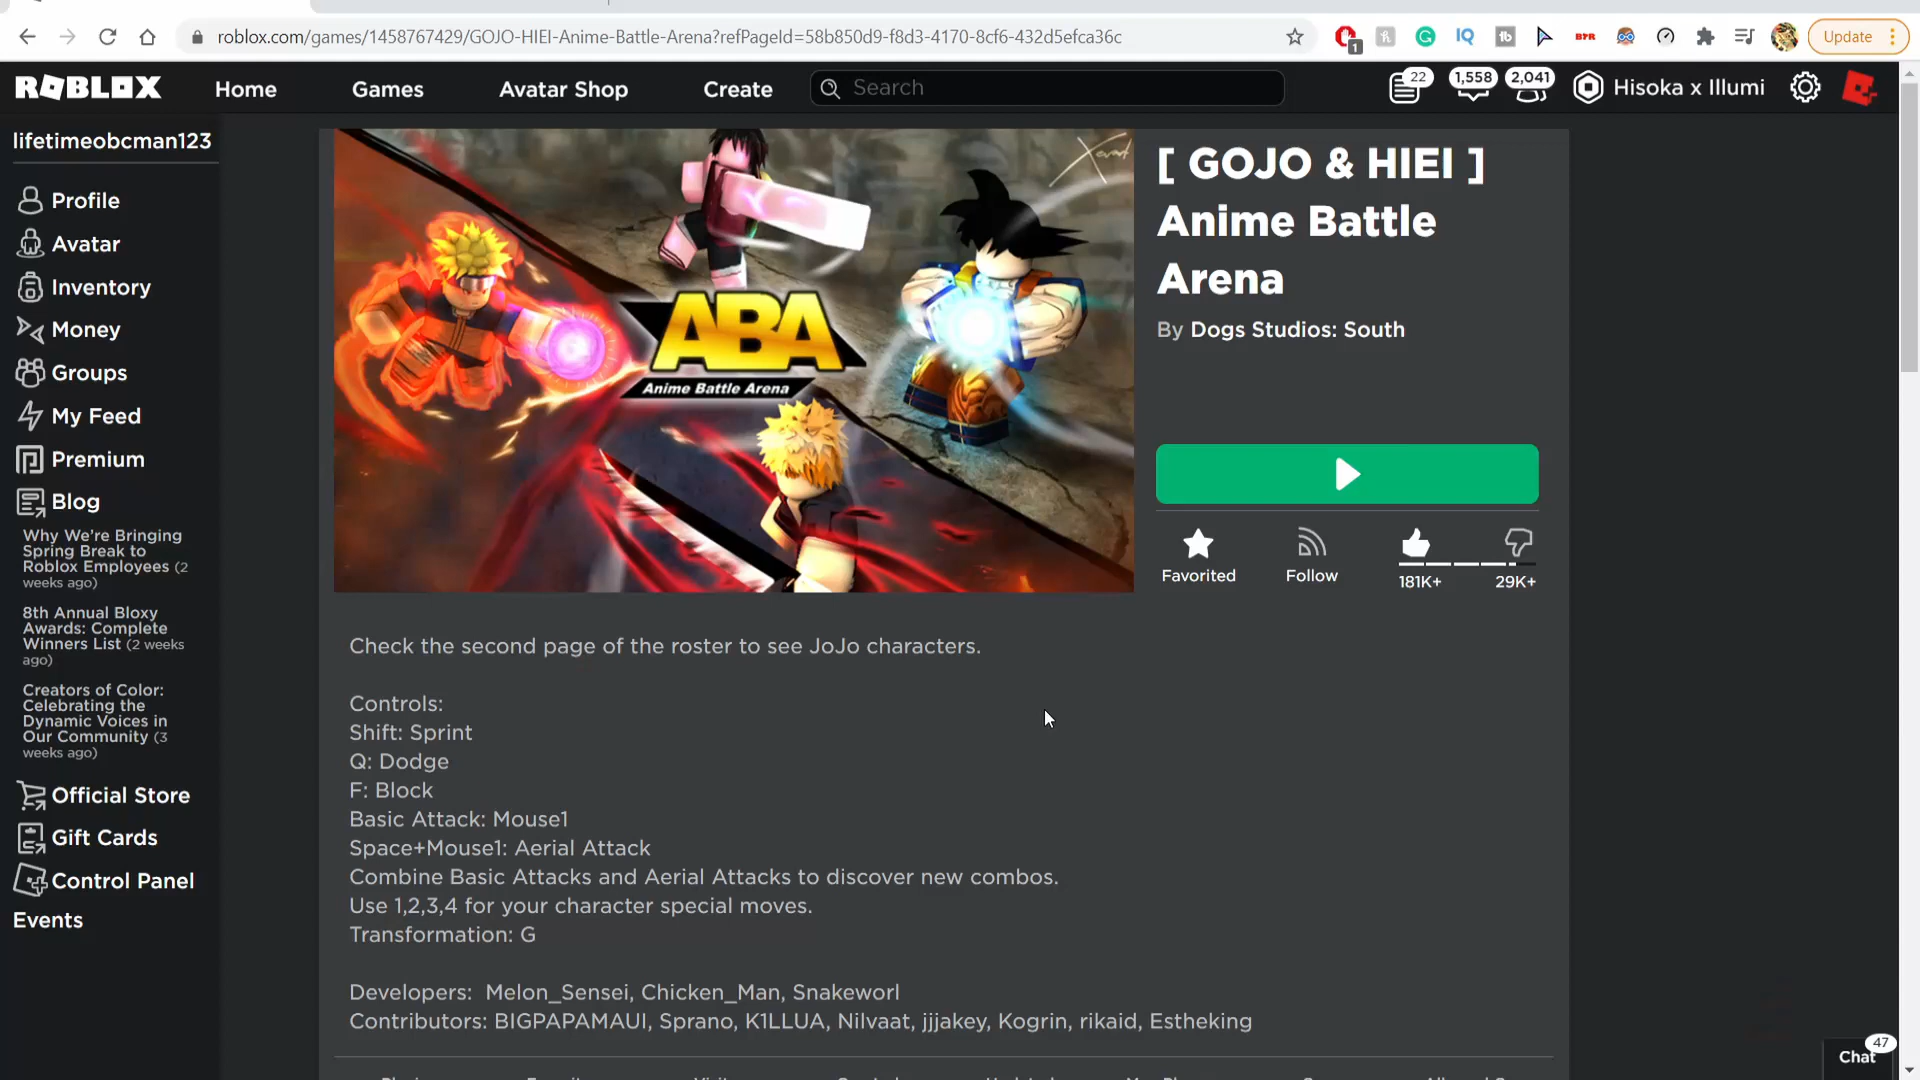 roblox.com/games/1458767429/GOJO-HIEI-Anime-Battle-Arena?refPageId=58b850d9-f8d3-4170-8cf6-432d5efca36c
1
Update
ROBLOX
Home
Games
Avatar Shop
Create
Search
22
1,558
2,041
Hisoka x Illumi
lifetimeobcman123
Profile
Avatar
Inventory
Money
Groups
My Feed
Premium
Blog
Why We're Bringing
Spring Break to
Roblox Employees (2
weeks ago)
8th Annual Bloxy
Awards: Complete
Winners List (2 weeks
ago)
Creators of Color:
Celebrating the
Dynamic Voices in
Our Community (3
weeks ago)
Official Store
Gift Cards
Control Panel
Events
ABA
Anime Battle Arena
[ GOJO & HIEI ]
Anime Battle
Arena
By Dogs Studios: South
Favorited
Follow
181K+
29K+
Check the second page of the roster to see JoJo characters.
Controls:
Shift: Sprint
Q: Dodge
F: Block
Basic Attack: Mouse1
Space+Mouse1: Aerial Attack
Combine Basic Attacks and Aerial Attacks to discover new combos.
Use 1,2,3,4 for your character special moves.
Transformation: G
Developers: Melon_Sensei, Chicken_Man, Snakeworl
Contributors: BIGPAPAMAUI, Sprano, K1LLUA, Nilvaat, jjjakey, Kogrin, rikaid, Estheking
Chat
47